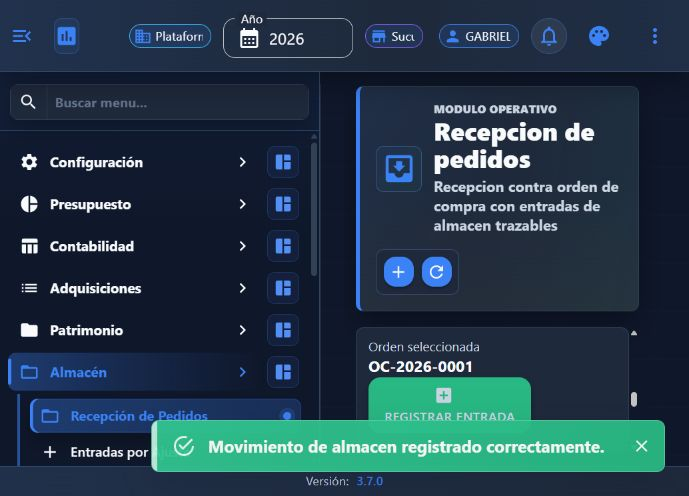 Año
Plataforr
2026
Suc
GABRIEL
Buscar menu...
Configuración
Presupuesto
Contabilidad
Adquisiciones
Patrimonio
Almacén
Recepción de Pedidos
Entradas por
MODULO OPERATIVO
Recepcion de
pedidos
Recepcion contra orden de
compra con entradas de
almacen trazables
Orden seleccionada
OC-2026-0001
REGISTRAR ENTRADA
Movimiento de almacen registrado correctamente.
Versión: 3.7.0